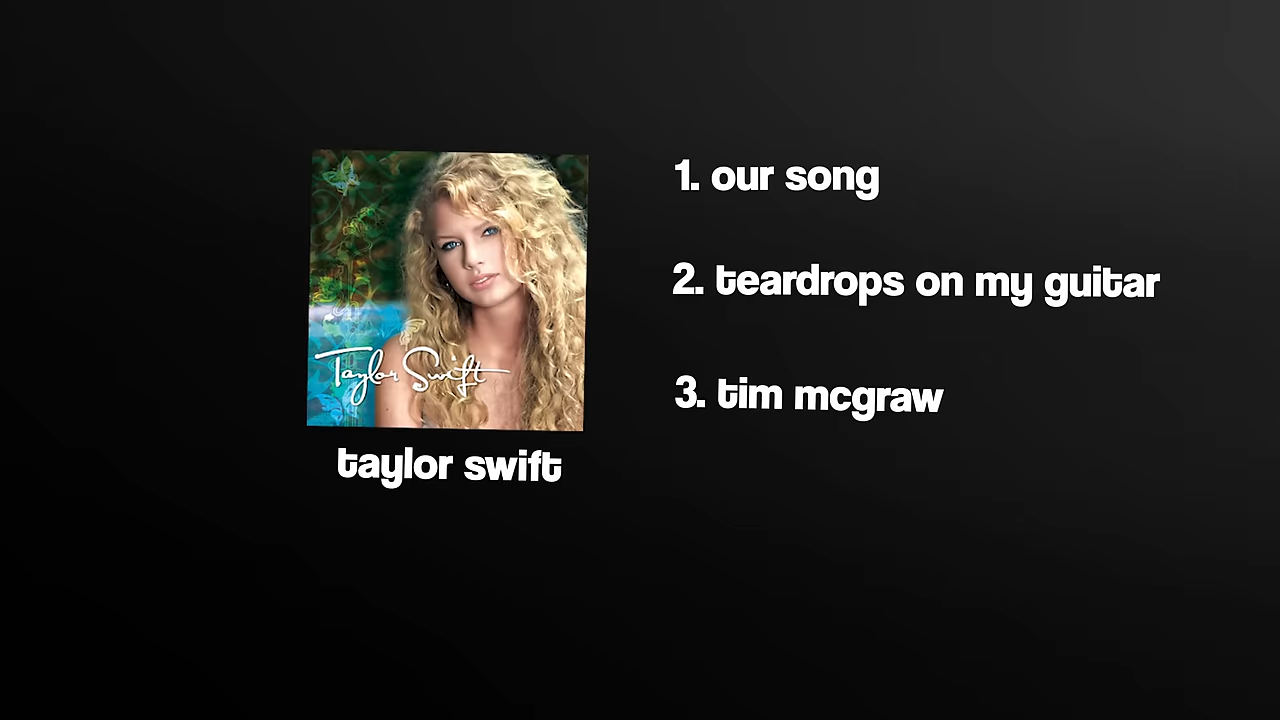 Taylor Swift
taylor swift
1. our song
2. teardrops on my guitar
3. tim mcgraw